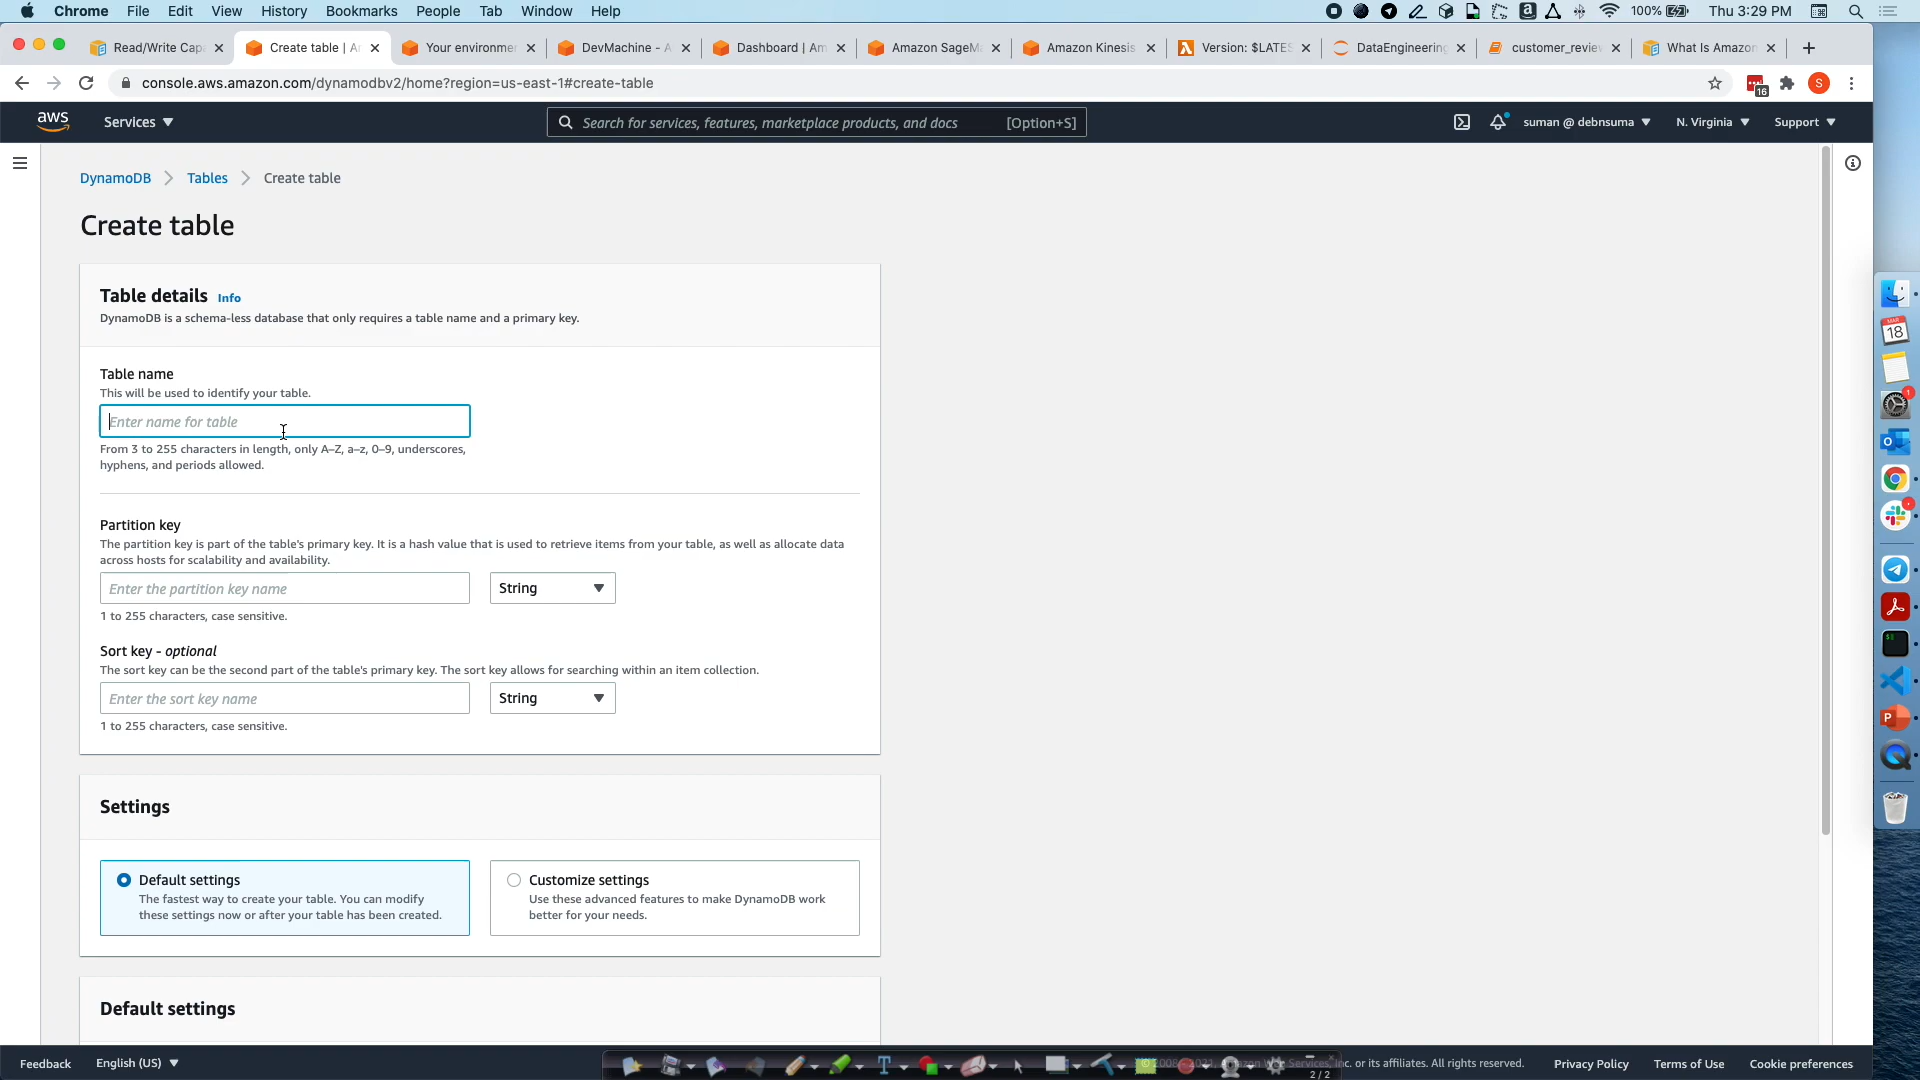 Chrome File Edit View History Bookmarks People Tab Window Help 100% Thu 3:29 PM
Read/Write Capa Create table | Am Your environme DevMachine - A Dashboard | Am Amazon SageMa Amazon Kinesis Version: $LATES DataEngineering customer_review What Is Amazon
console.aws.amazon.com/dynamodbv2/home?region=us-east-1#create-table 16 S
aws Services Search for services, features, marketplace products, and docs [Option+S] suman @ debnsuma N. Virginia Support
DynamoDB Tables Create table
Create table
Table details Info
DynamoDB is a schema-less database that only requires a table name and a primary key.
Table name
This will be used to identify your table.
Enter name for table
From 3 to 255 characters in length, only A–Z, a–z, 0–9, underscores,
hyphens, and periods allowed.
Partition key
The partition key is part of the table's primary key. It is a hash value that is used to retrieve items from your table, as well as allocate data
across hosts for scalability and availability.
Enter the partition key name String
1 to 255 characters, case sensitive.
Sort key - optional
The sort key can be the second part of the table's primary key. The sort key allows for searching within an item collection.
Enter the sort key name String
1 to 255 characters, case sensitive.
Settings
Default settings
The fastest way to create your table. You can modify
these settings now or after your table has been created.
Customize settings
Use these advanced features to make DynamoDB work
better for your needs.
Default settings
Feedback English (US) Services, Inc. or its affiliates. All rights reserved. Privacy Policy Terms of Use Cookie preferences
2 / 2
MAR
18